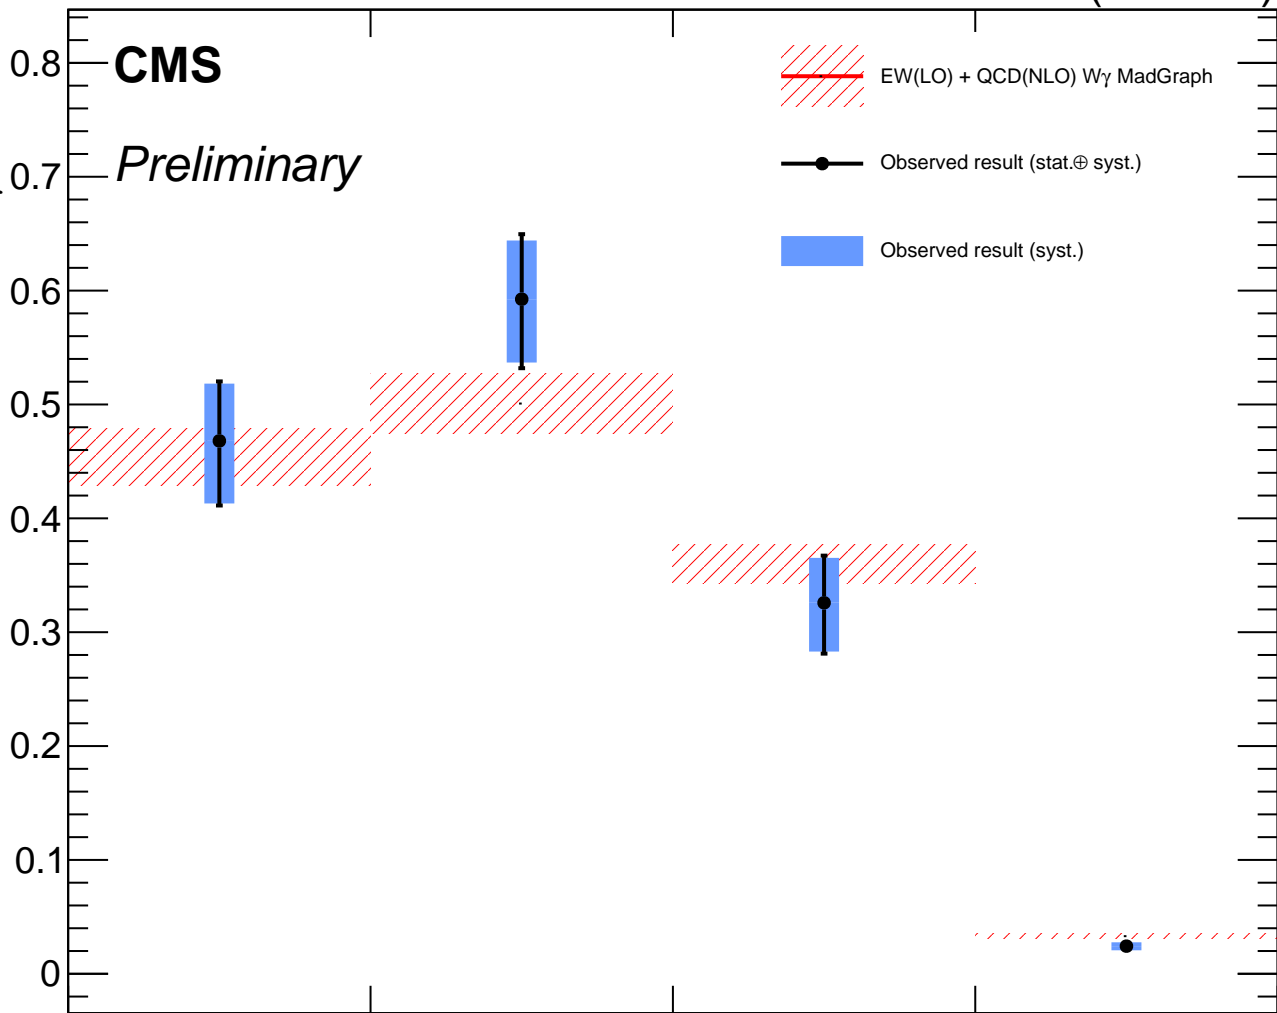 CMS
Preliminary
EW(LO) + QCD(NLO) Wγ MadGraph
Observed result (stat.⊕ syst.)
Observed result (syst.)
0.8
0.7
0.6
0.5
0.4
0.3
0.2
0.1
0